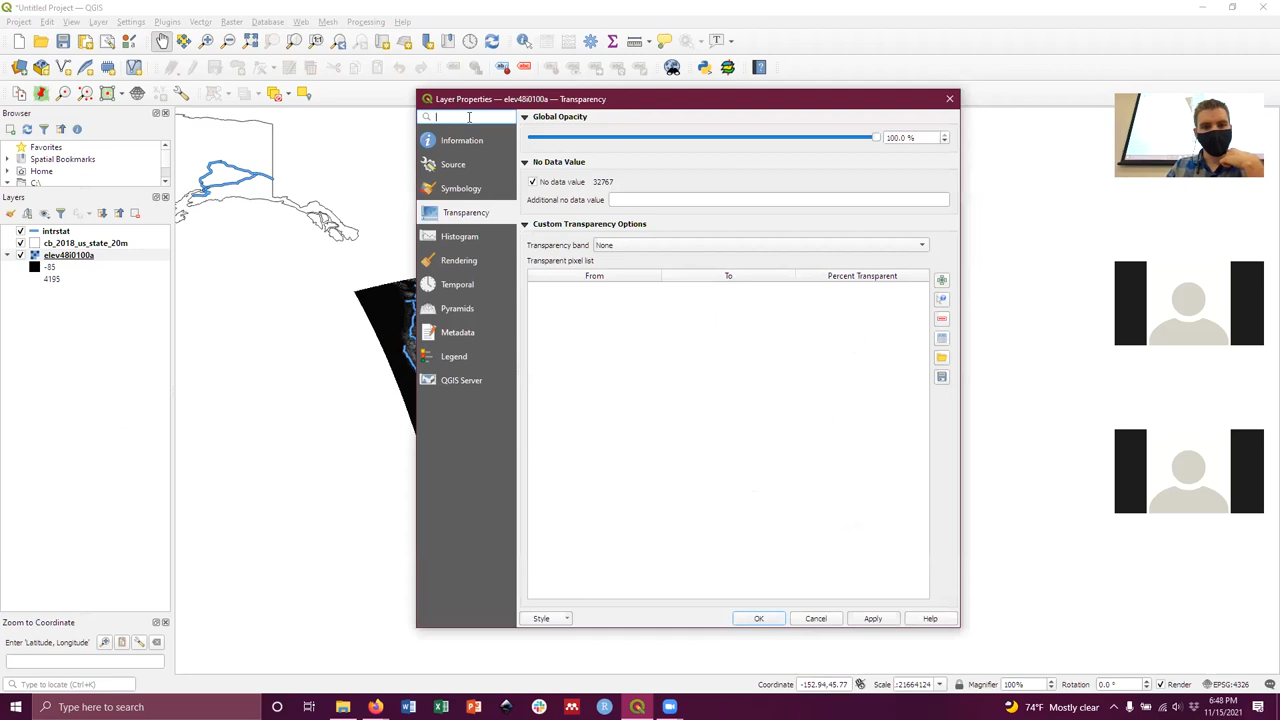 *Untitled Project — QGIS
Project Edit View Layer Settings Plugins Vector Raster Database Web Mesh Processing Help
Browser
Favorites
Spatial Bookmarks
Home
C:\
Layers
intrstat
cb_2018_us_state_20m
elev48i0100a
-85
4195
Zoom to Coordinate
Enter 'Latitude, Longitude'
Type to locate (Ctrl+K)
Layer Properties — elev48i0100a — Transparency
Information
Source
Symbology
Transparency
Histogram
Rendering
Temporal
Pyramids
Metadata
Legend
QGIS Server
Global Opacity
100.0 %
No Data Value
No data value 32767
Additional no data value
Custom Transparency Options
Transparency band None
Transparent pixel list
From To Percent Transparent
Style OK Cancel Apply Help
Coordinate -152.94,45.77 Scale :21664124 Magnifier 100% Rotation 0.0 ° Render EPSG:4326
Type here to search
74°F Mostly clear
6:48 PM
11/15/2021